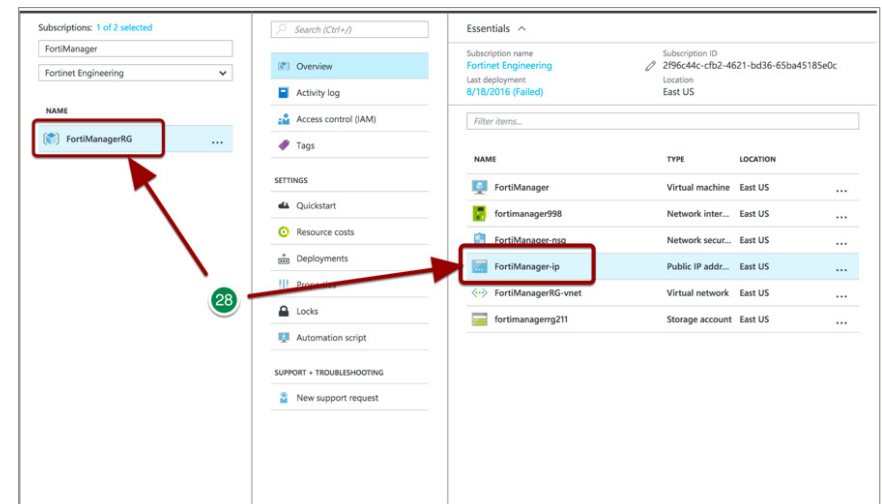 Subscriptions: 1 of 2 selected
FortiManager
Fortinet Engineering
NAME
FortiManagerRG ...
Search (Ctrl+/)
Overview
Activity log
Access control (IAM)
Tags
SETTINGS
Quickstart
Resource costs
Deployments
Properties
Locks
Automation script
SUPPORT + TROUBLESHOOTING
New support request
28
Essentials
Subscription name Subscription ID
Fortinet Engineering 2f96c44c-cfb2-4621-bd36-65ba45185e0c
Last deployment Location
8/18/2016 (Failed) East US
Filter items...
NAME TYPE LOCATION
FortiManager Virtual machine East US ...
fortimanager998 Network inter... East US ...
FortiManager-nsg Network secur... East US ...
FortiManager-ip Public IP addr... East US ...
FortiManagerRG-vnet Virtual network East US ...
fortimanagerrg211 Storage account East US ...